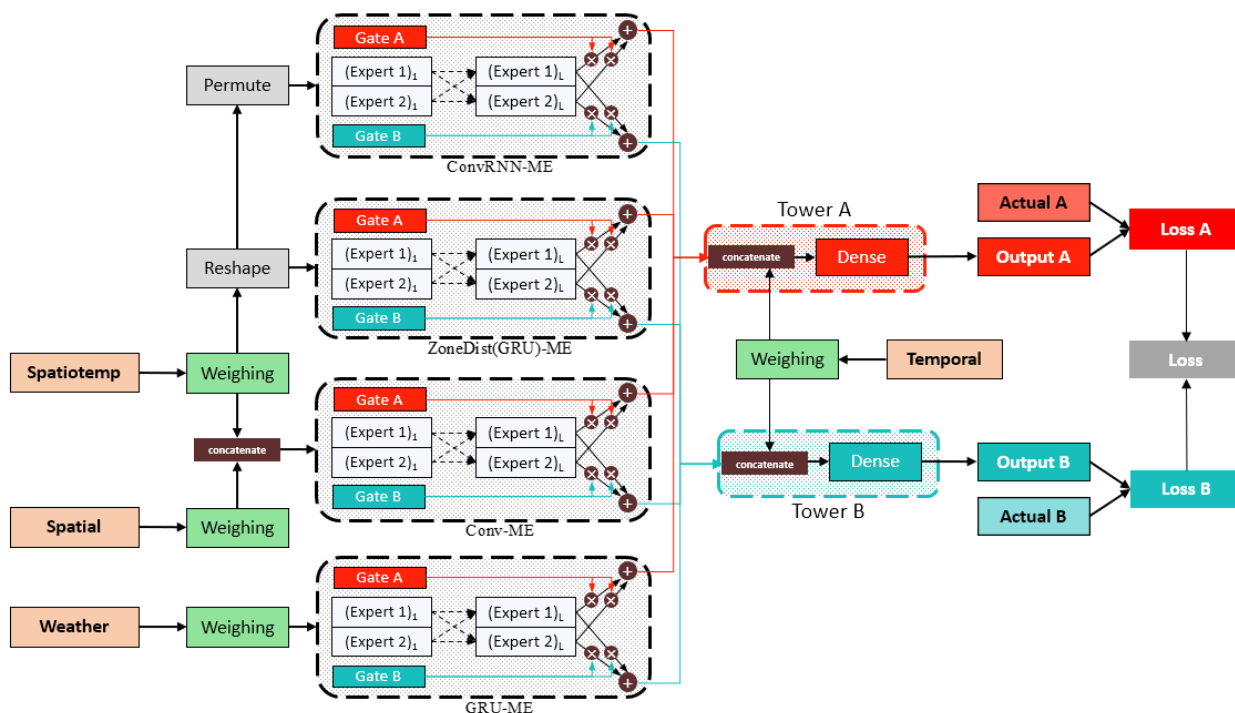 Gate A
(Expert 1)1 (Expert 1)L
(Expert 2)1 (Expert 2)L
Gate B
ConvRNN-ME
Permute
Gate A
(Expert 1)1 (Expert 1)L
(Expert 2)1 (Expert 2)L
Gate B
ZoneDist(GRU)-ME
Reshape
Spatiotemp
Weighing
concatenate
Gate A
(Expert 1)1 (Expert 1)L
(Expert 2)1 (Expert 2)L
Gate B
Conv-ME
Spatial
Weighing
Gate A
(Expert 1)1 (Expert 1)L
(Expert 2)1 (Expert 2)L
Gate B
GRU-ME
Weather
Weighing
Tower A
concatenate
Dense
Weighing
Temporal
concatenate
Dense
Tower B
Actual A
Output A
Loss A
Loss
Output B
Actual B
Loss B